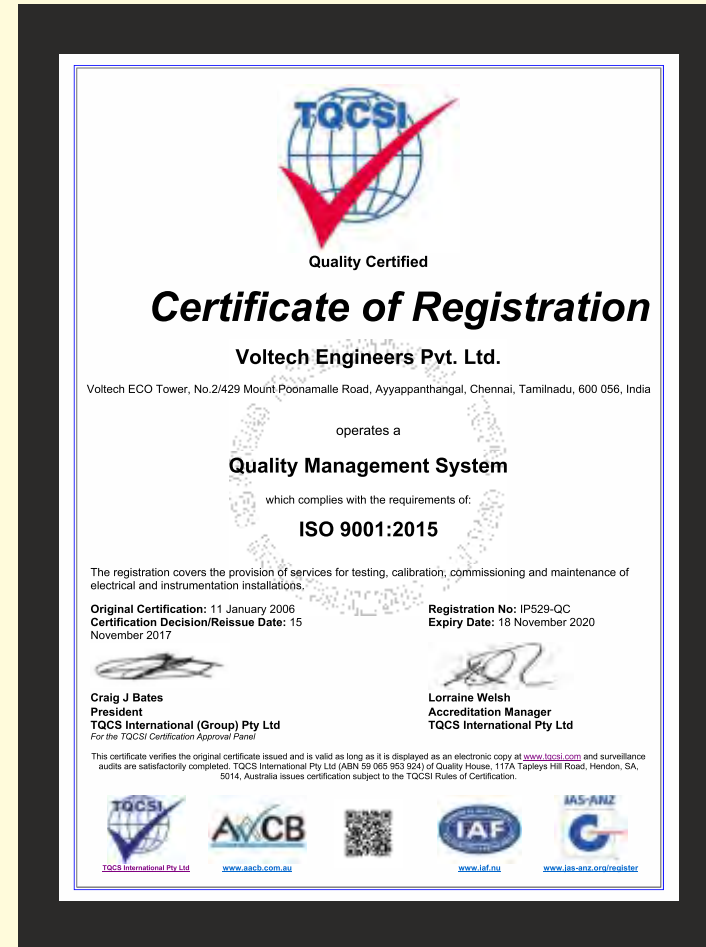 TQCSI
Quality Certified
Certificate of Registration
Voltech Engineers Pvt. Ltd.
Voltech ECO Tower, No.2/429 Mount Poonamalle Road, Ayyappanthangal, Chennai, Tamilnadu, 600 056, India
operates a
Quality Management System
which complies with the requirements of:
ISO 9001:2015
The registration covers the provision of services for testing, calibration, commissioning and maintenance of
electrical and instrumentation installations.
Original Certification: 11 January 2006
Certification Decision/Reissue Date: 15
November 2017
Registration No: IP529-QC
Expiry Date: 18 November 2020
Craig J Bates
President
TQCS International (Group) Pty Ltd
For the TQCSI Certification Approval Panel
Lorraine Welsh
Accreditation Manager
TQCS International Pty Ltd
This certificate verifies the original certificate issued and is valid as long as it is displayed as an electronic copy at www.tqcsi.com and surveillance
audits are satisfactorily completed. TQCS International Pty Ltd (ABN 59 065 953 924) of Quality House, 117A Tapleys Hill Road, Hendon, SA,
5014, Australia issues certification subject to the TQCSI Rules of Certification.
TQCSI
TQCS International Pty Ltd
AACB
www.aacb.com.au
IAF
www.iaf.nu
JAS-ANZ
www.jas-anz.org/register